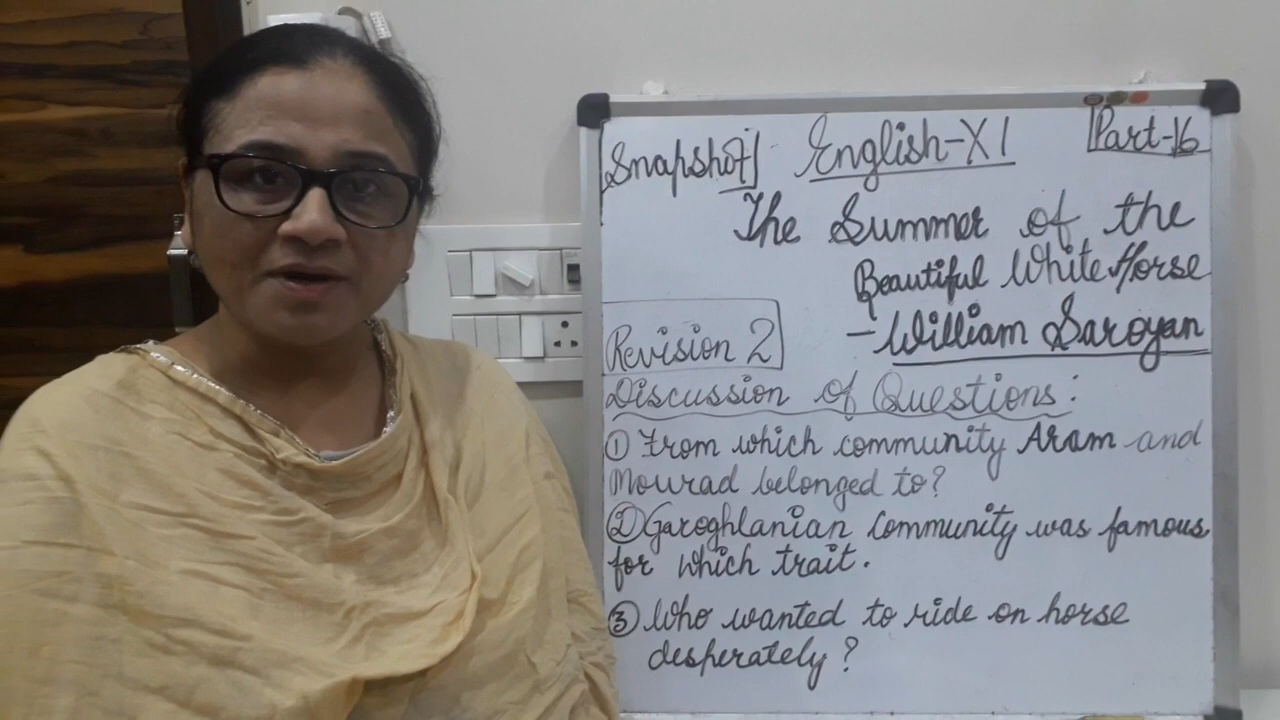 Snapshot English-XI Part-16
The Summer of the
Beautiful White Horse
- William Saroyan
Revision 2
Discussion of Questions:
① From which community Aram and
Mourad belonged to?
② Garoghlanian community was famous
for which trait.
③ Who wanted to ride on horse
desperately?